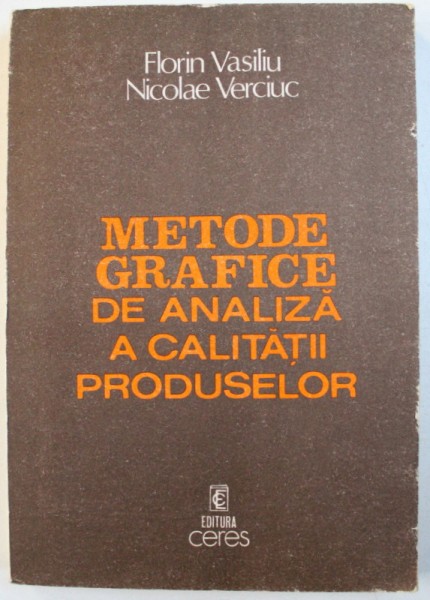 Florin Vasiliu
Nicolae Verciuc
METODE
GRAFICE
DE ANALIZĂ
A CALITĂȚII
PRODUSELOR
EDITURA
ceres